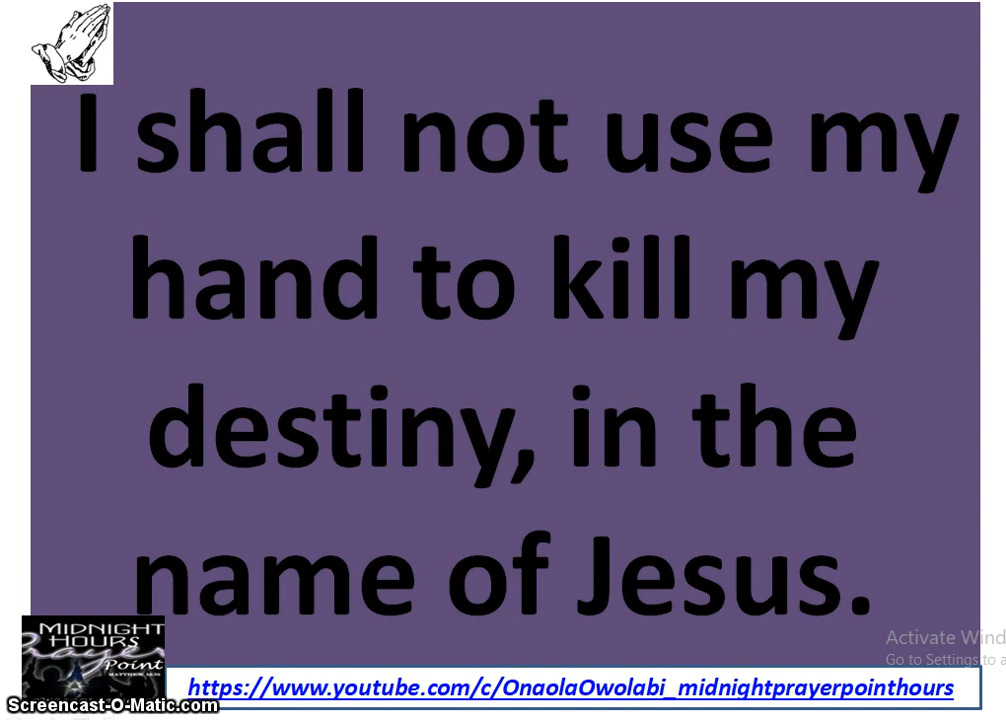 I shall not use my
hand to kill my
destiny, in the
name of Jesus.
MIDNIGHT
HOURS
Prayer
Point
Activate Wind
Go to Settings to a
https://www.youtube.com/c/OnaolaOwolabi_midnightprayerpointhours
Screencast-O-Matic.com